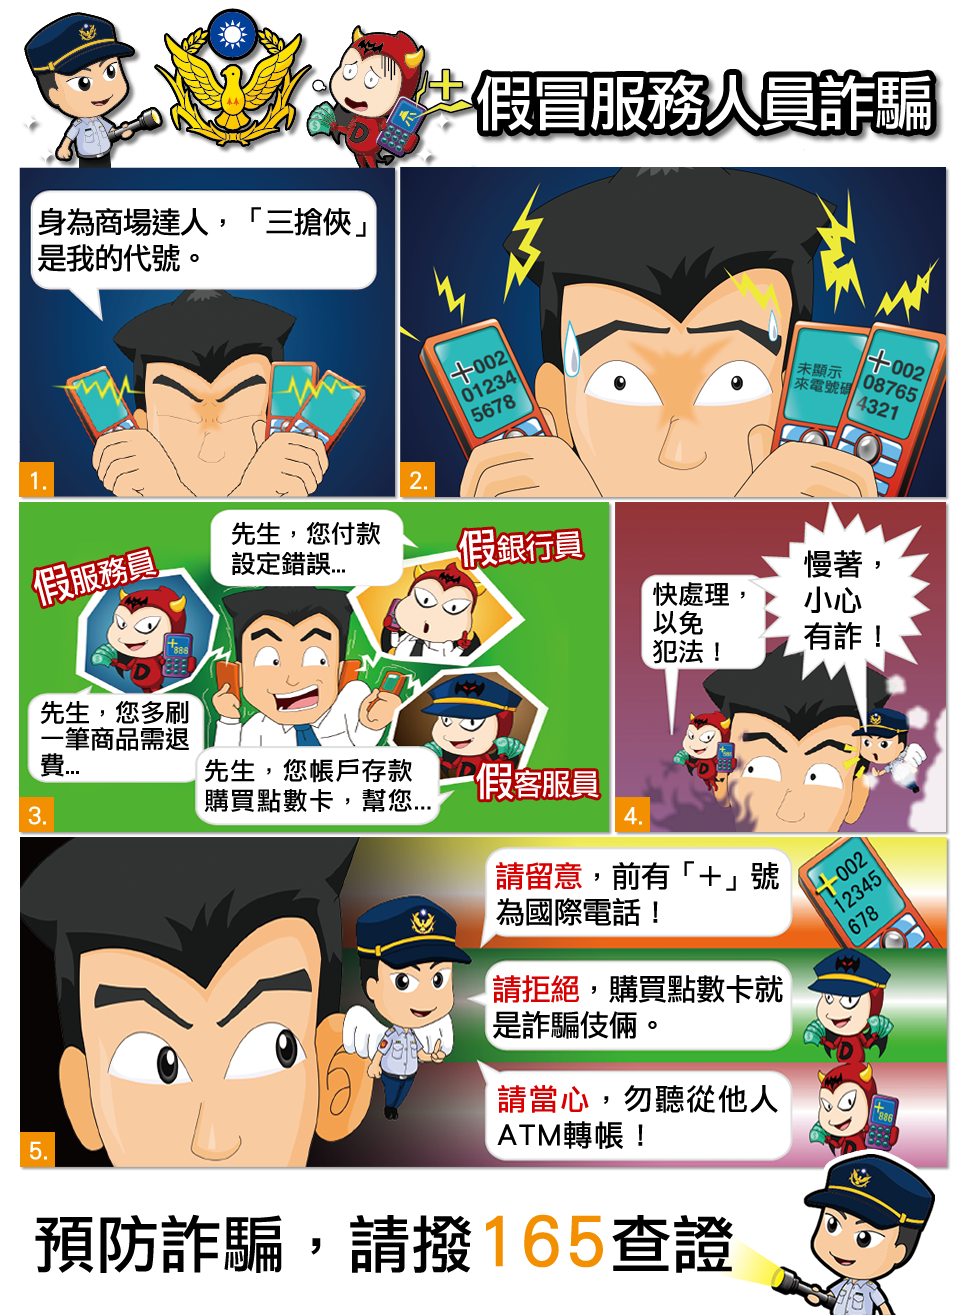 假冒服務人員詐騙
身為商場達人，「三搶俠」
是我的代號。
1.
+002
01234
5678
未顯示
來電號碼
+002
08765
4321
2.
假服務員
先生，您付款
設定錯誤...
假銀行員
+886
D
先生，您多刷
一筆商品需退
費...
先生，您帳戶存款
購買點數卡，幫您...
假客服員
3.
快處理，
以免
犯法！
慢著，
小心
有詐！
4.
請留意，前有「＋」號
為國際電話！
+002
12345
678
請拒絕，購買點數卡就
是詐騙伎倆。
D
請當心，勿聽從他人
ATM轉帳！
+886
D
5.
預防詐騙，請撥165查證